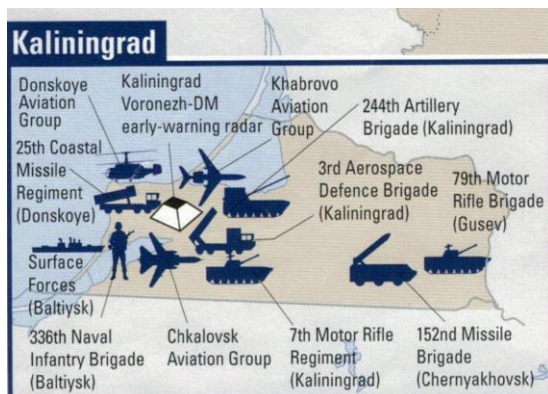 Kaliningrad
Donskoye
Aviation
Group
Kaliningrad
Voronezh-DM
early-warning radar
Khabrovo
Aviation
Group
244th Artillery
Brigade (Kaliningrad)
25th Coastal
Missile
Regiment
(Donskoye)
3rd Aerospace
Defence Brigade
(Kaliningrad)
79th Motor
Rifle Brigade
(Gusev)
Surface
Forces
(Baltiysk)
336th Naval
Infantry Brigade
(Baltiysk)
Chkalovsk
Aviation Group
7th Motor Rifle
Regiment
(Kaliningrad)
152nd Missile
Brigade
(Chernyakhovsk)